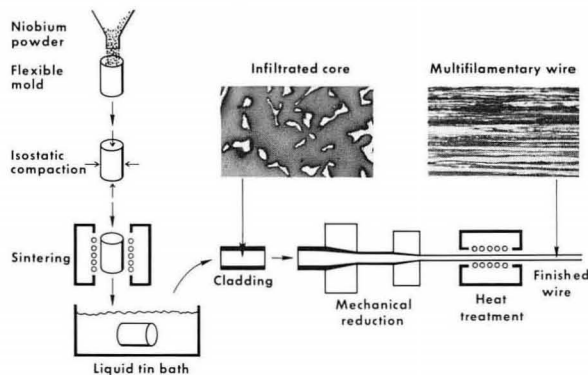 Niobium
powder
Flexible
mold
Isostatic
compaction
Sintering
Liquid tin bath
Infiltrated core
Multifilamentary wire
Cladding
Mechanical
reduction
Heat
treatment
Finished
wire